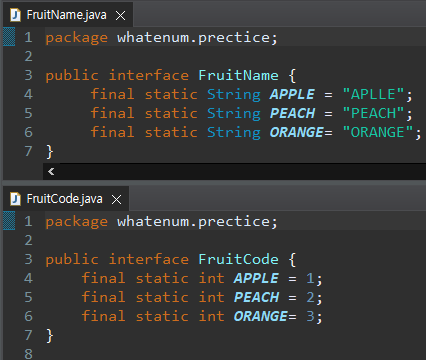 FruitName.java
1 package whatenum.prectice;
2
3 public interface FruitName {
4 final static String APPLE = "APLLE";
5 final static String PEACH = "PEACH";
6 final static String ORANGE= "ORANGE";
7 }
FruitCode.java
1 package whatenum.prectice;
2
3 public interface FruitCode {
4 final static int APPLE = 1;
5 final static int PEACH = 2;
6 final static int ORANGE= 3;
7 }
8